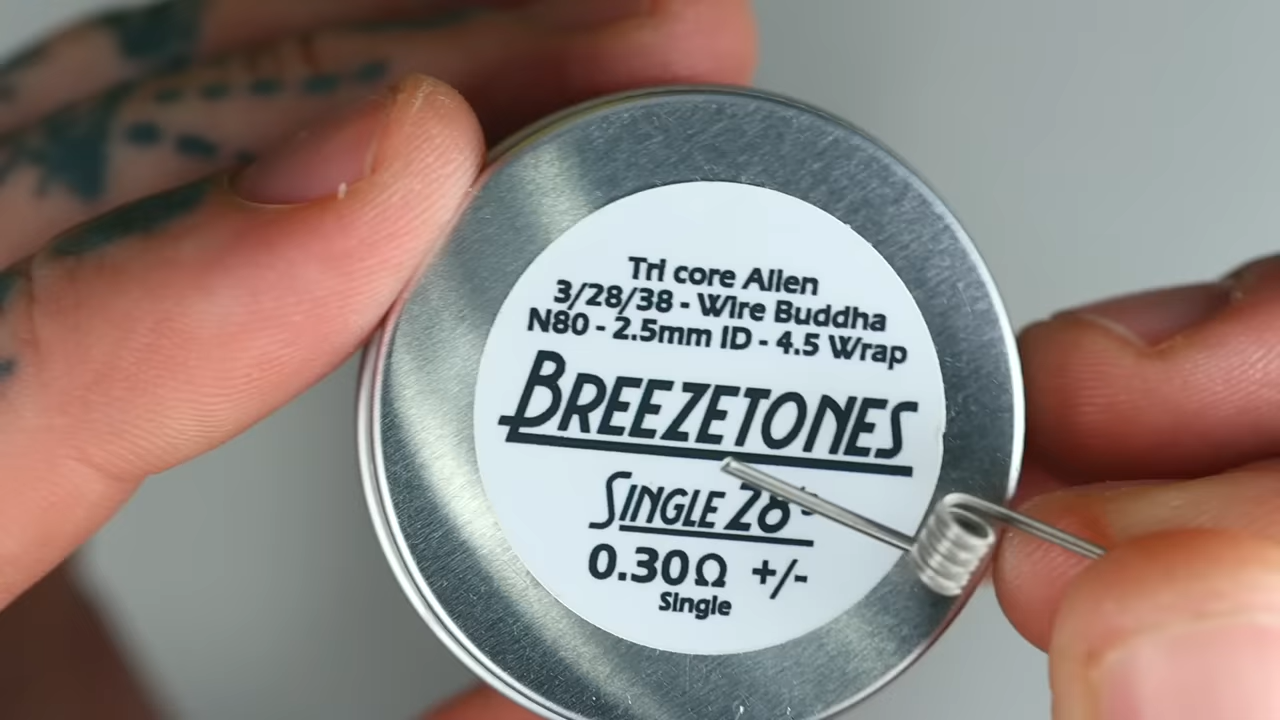 Tri core Alien
3/28/38 - Wire Buddha
N80 - 2.5mm ID - 4.5 Wrap
BREEZETONES
SINGLE 28's
0.30Ω +/-
Single